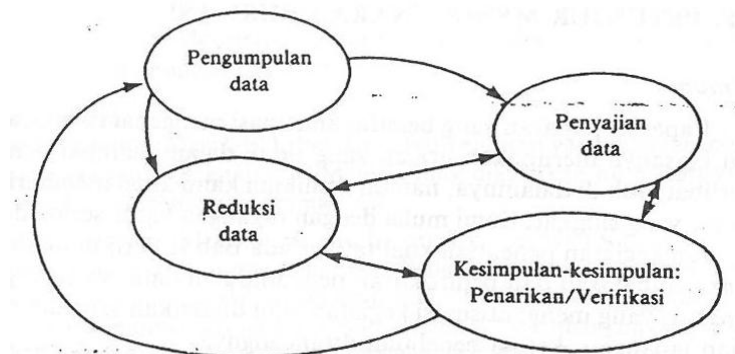 Pengumpulan
data
Penyajian
data
Reduksi
data
Kesimpulan-kesimpulan:
Penarikan/Verifikasi